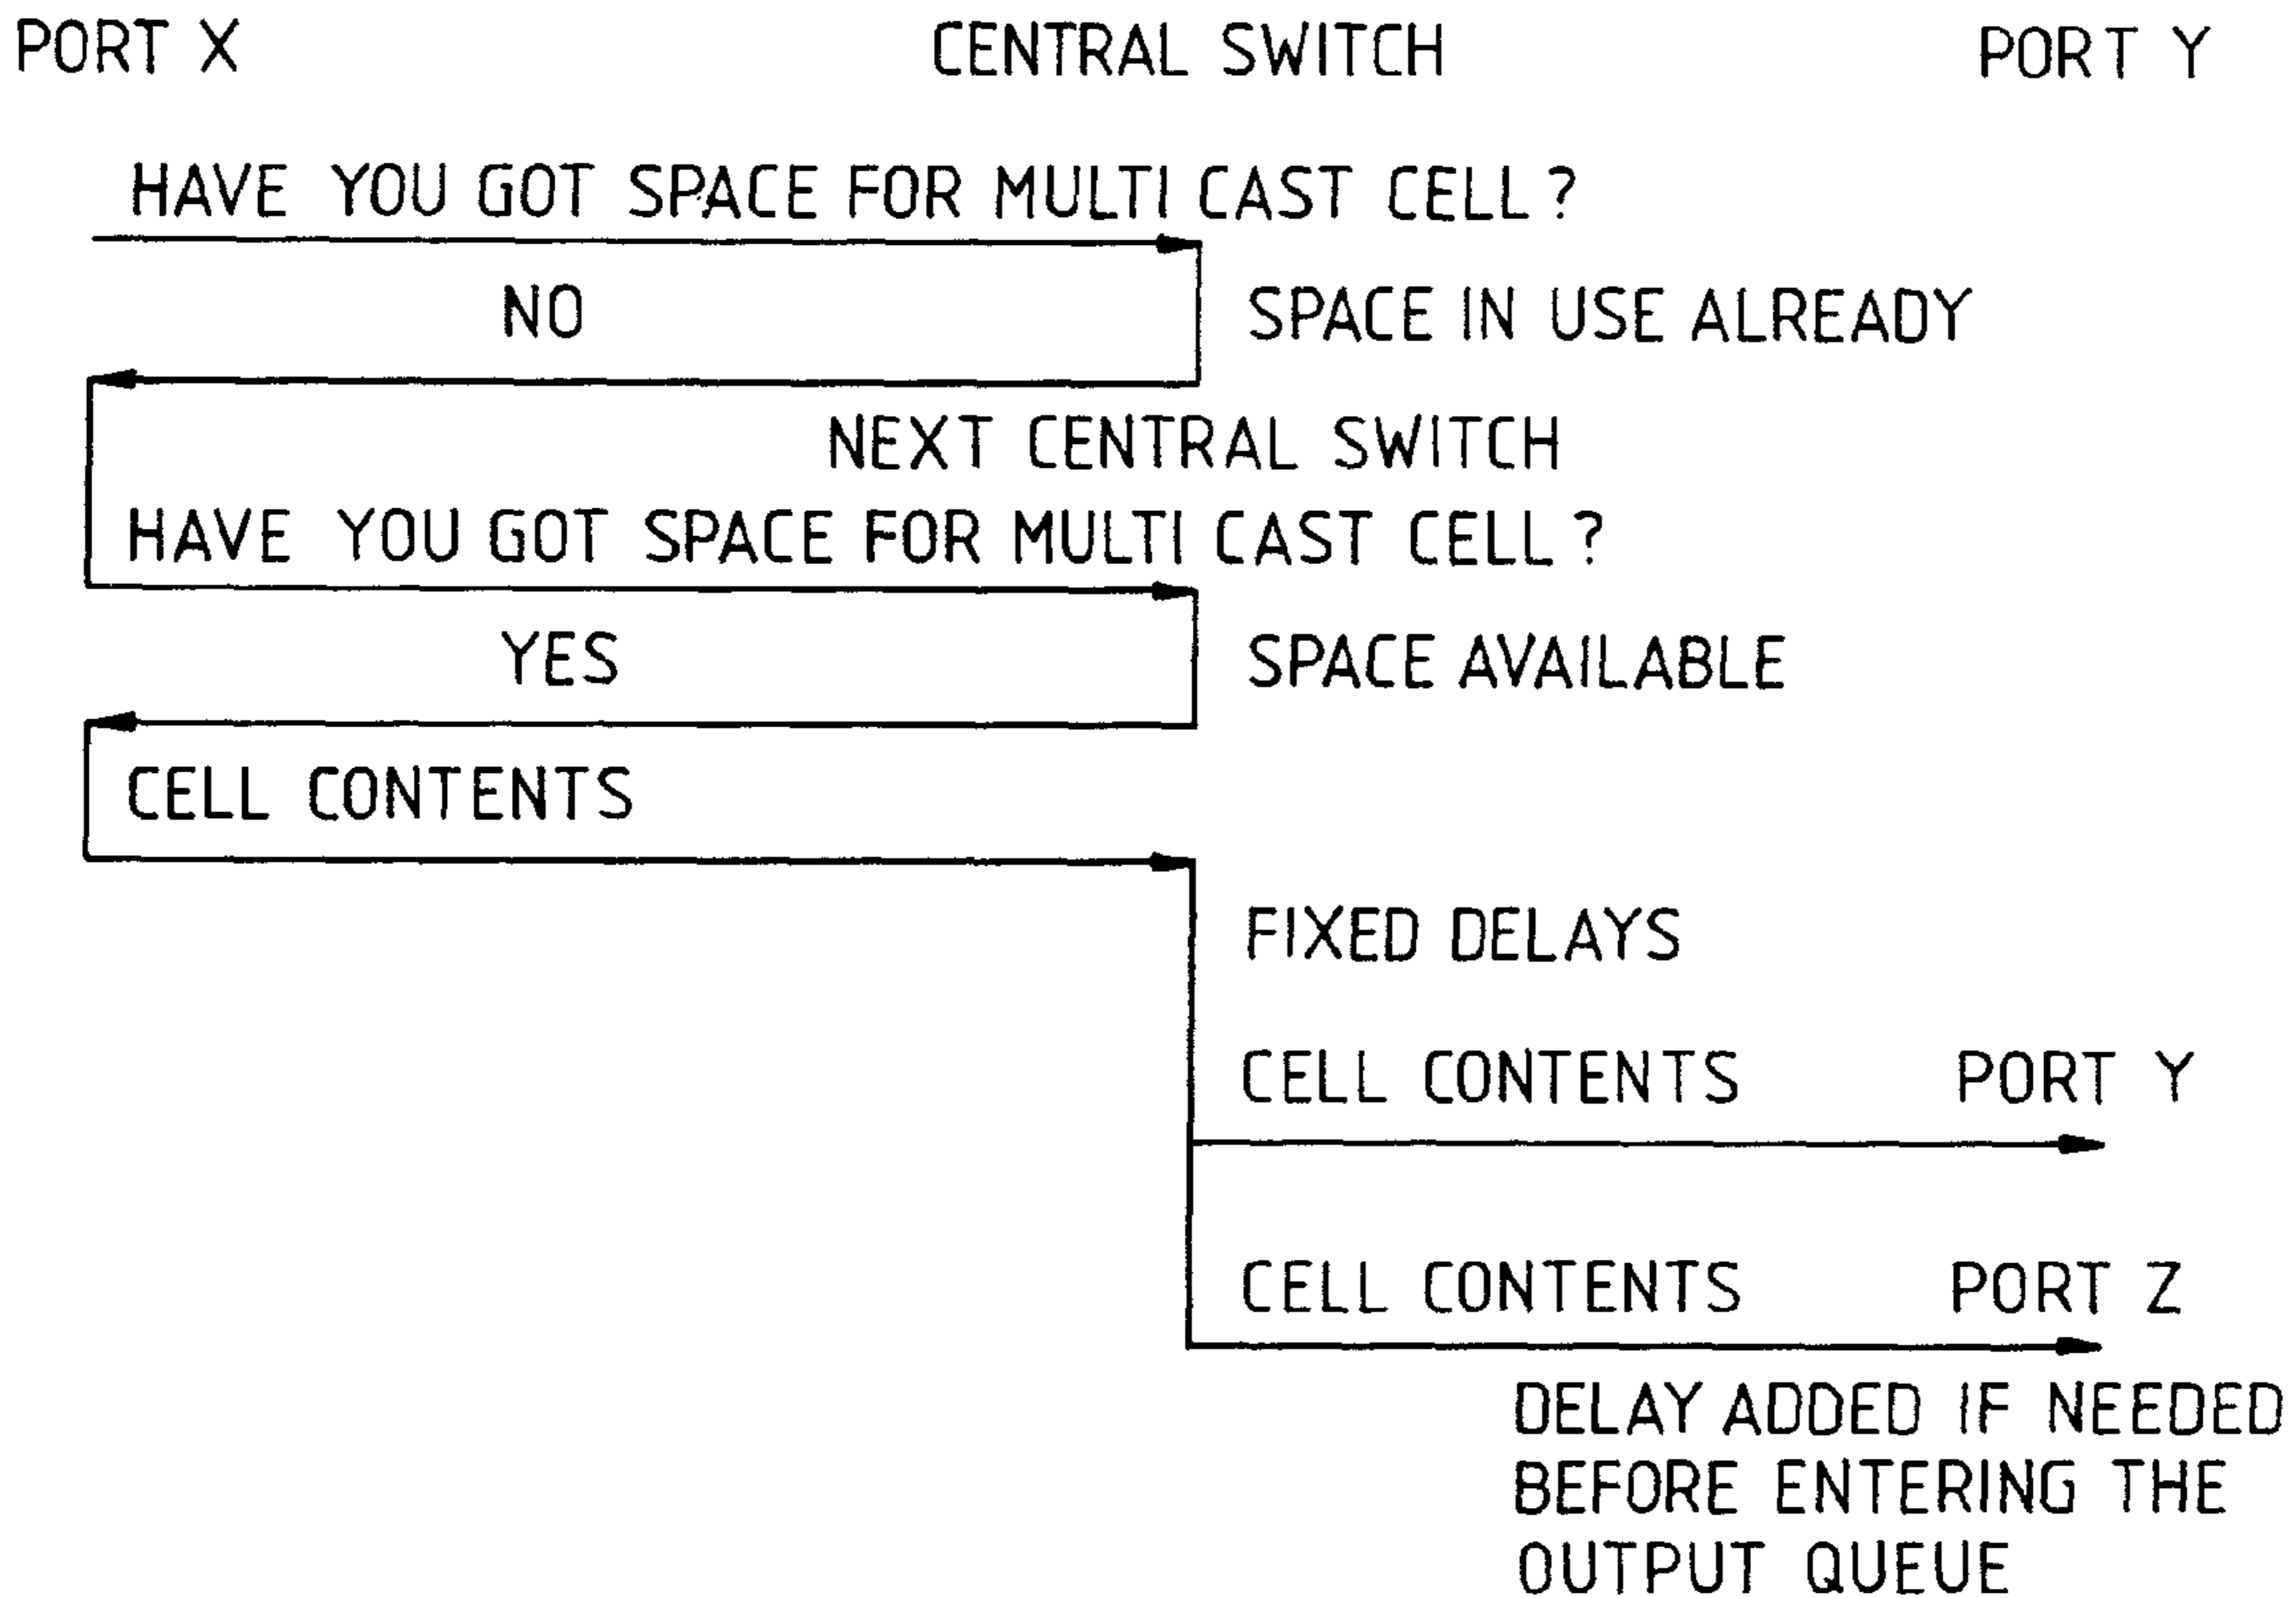 PORT X CENTRAL SWITCH PORT Y
HAVE YOU GOT SPACE FOR MULTI CAST CELL ?
NO SPACE IN USE ALREADY
NEXT CENTRAL SWITCH
HAVE YOU GOT SPACE FOR MULTI CAST CELL ?
YES SPACE AVAILABLE
CELL CONTENTS
FIXED DELAYS
CELL CONTENTS PORT Y
CELL CONTENTS PORT Z
DELAY ADDED IF NEEDED
BEFORE ENTERING THE
OUTPUT QUEUE